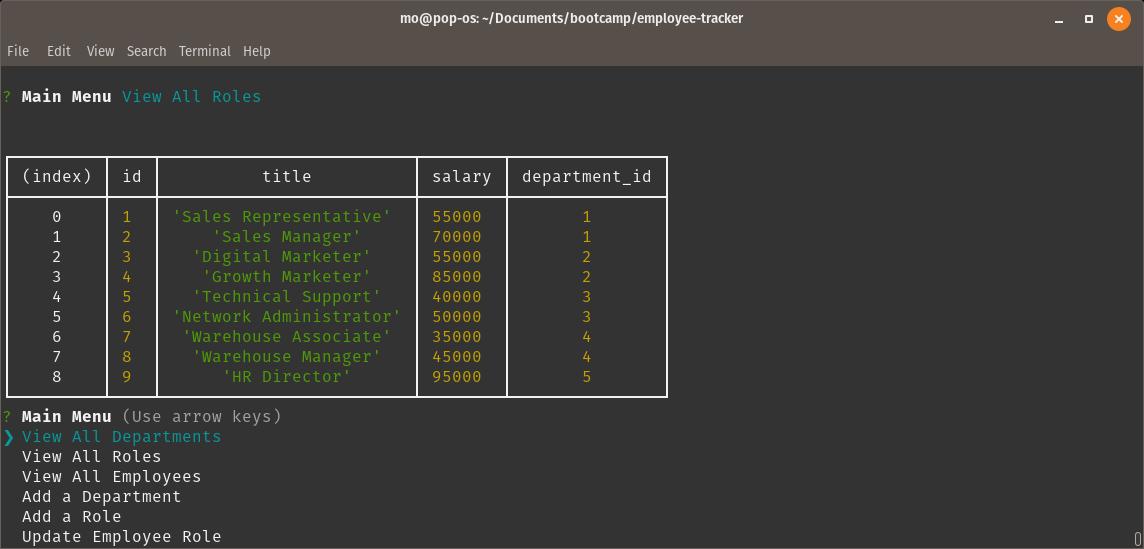 mo@pop-os: ~/Documents/bootcamp/employee-tracker
File Edit View Search Terminal Help
? Main Menu View All Roles
(index) id title salary department_id
0 1 'Sales Representative' 55000 1
1 2 'Sales Manager' 70000 1
2 3 'Digital Marketer' 55000 2
3 4 'Growth Marketer' 85000 2
4 5 'Technical Support' 40000 3
5 6 'Network Administrator' 50000 3
6 7 'Warehouse Associate' 35000 4
7 8 'Warehouse Manager' 45000 4
8 9 'HR Director' 95000 5
? Main Menu (Use arrow keys)
❯ View All Departments
View All Roles
View All Employees
Add a Department
Add a Role
Update Employee Role